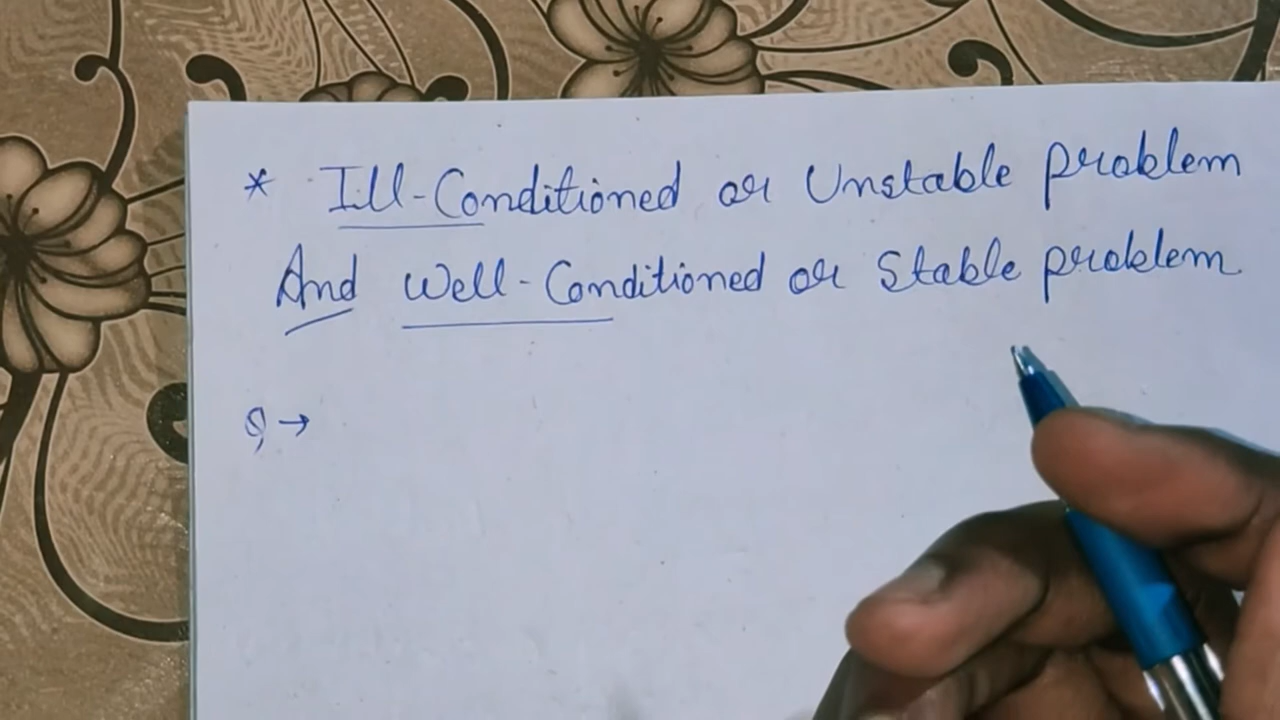 * Ill-Conditioned or Unstable problem
And Well-Conditioned or Stable problem
Q →